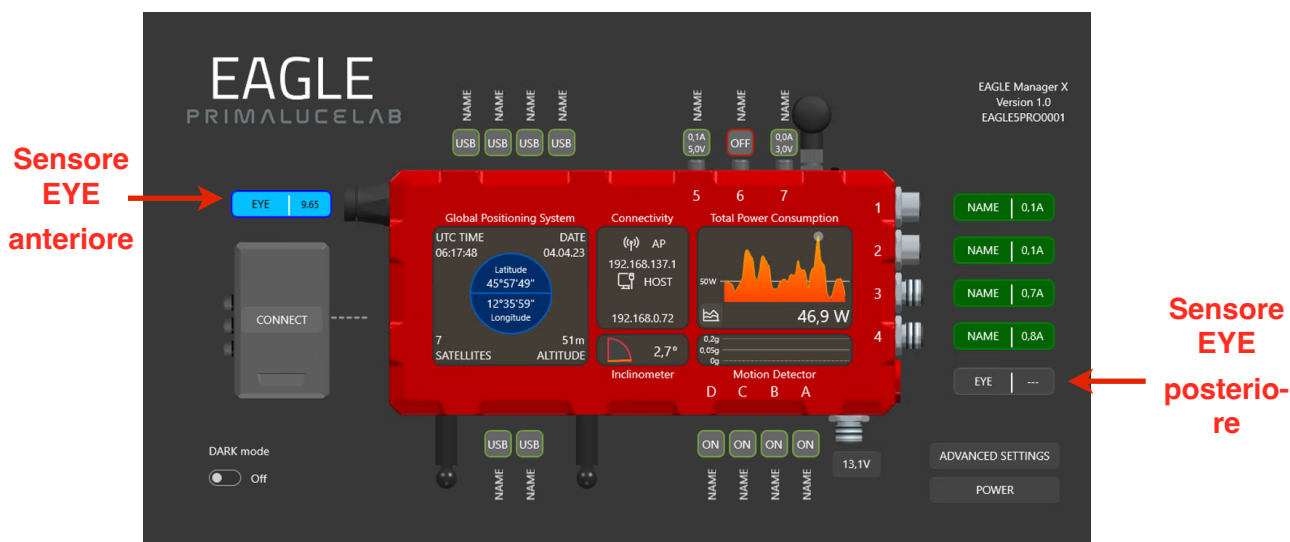 EAGLE
PRIMALUCELAB
EAGLE Manager X
Version 1.0
EAGLE5PRO0001
NAME NAME NAME NAME
NAME NAME NAME
USB USB USB USB
0,1A
5,0V
OFF
0,0A
3,0V
Sensore
EYE
anteriore
EYE 9.65
5 6 7
1
2
3
4
NAME 0,1A
NAME 0,1A
NAME 0,7A
NAME 0,8A
EYE ---
Sensore
EYE
posterio-
re
Global Positioning System
UTC TIME DATE
06:17:48 04.04.23
Latitude
45°57'49"
12°35'59"
Longitude
7 51m
SATELLITES ALTITUDE
Connectivity
AP
192.168.137.1
HOST
192.168.0.72
2,7°
Inclinometer
Total Power Consumption
50W
46,9 W
0,2g
0,05g
0g
Motion Detector
D C B A
CONNECT
USB USB
NAME NAME
ON ON ON ON
NAME NAME NAME NAME
13,1V
DARK mode
Off
ADVANCED SETTINGS
POWER